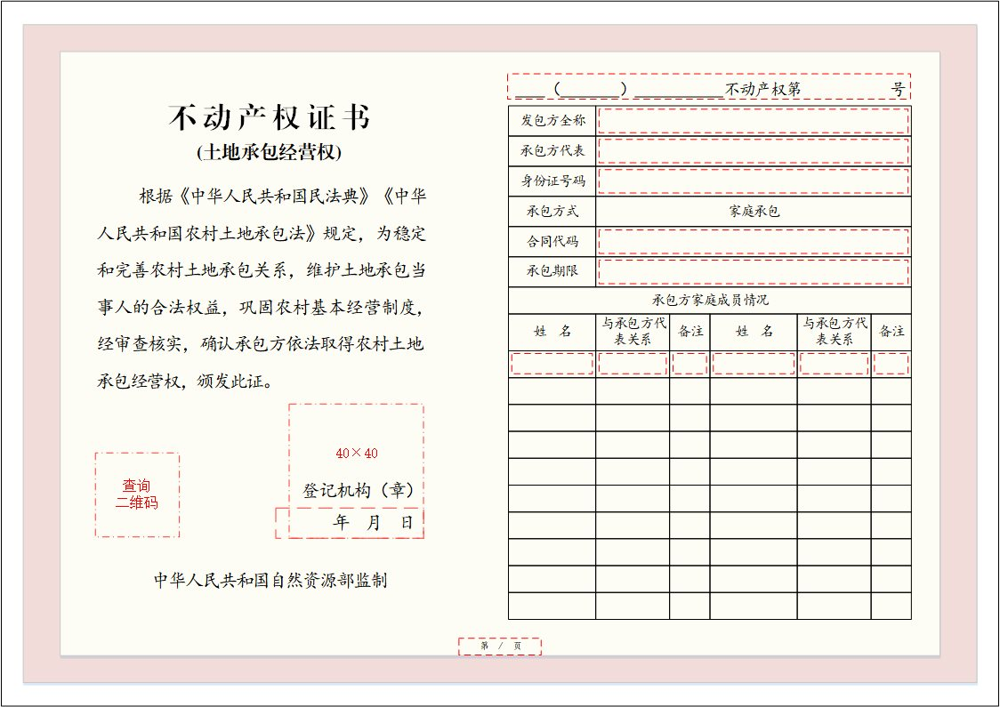 不动产权证书
(土地承包经营权)
根据《中华人民共和国民法典》《中华
人民共和国农村土地承包法》规定，为稳定
和完善农村土地承包关系，维护土地承包当
事人的合法权益，巩固农村基本经营制度，
经审查核实，确认承包方依法取得农村土地
承包经营权，颁发此证。
40×40
查询
二维码
登记机构（章）
年 月 日
中华人民共和国自然资源部监制
____（________）____________不动产权第 号
发包方全称
承包方代表
身份证号码
承包方式 家庭承包
合同代码
承包期限
承包方家庭成员情况
姓 名 与承包方代表关系 备注 姓 名 与承包方代表关系 备注
第 / 页